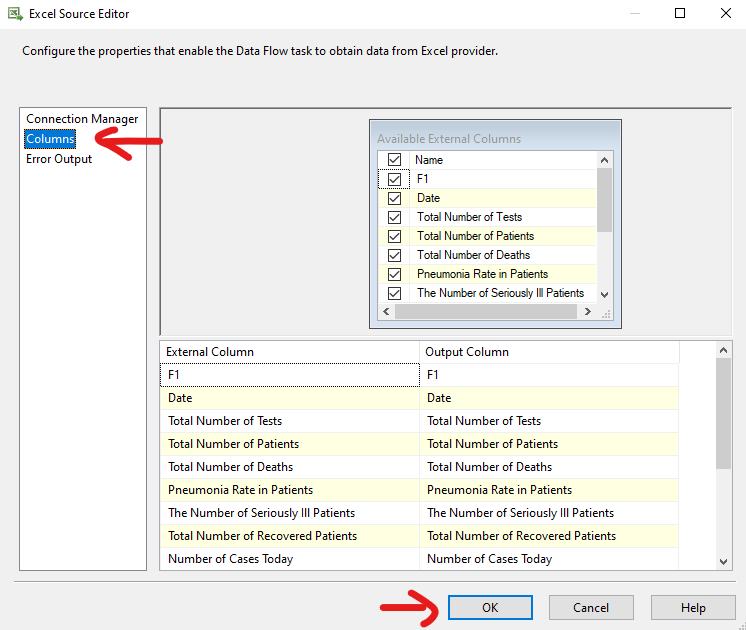 Excel Source Editor
Configure the properties that enable the Data Flow task to obtain data from Excel provider.
Connection Manager
Columns
Error Output
Available External Columns
Name
F1
Date
Total Number of Tests
Total Number of Patients
Total Number of Deaths
Pneumonia Rate in Patients
The Number of Seriously Ill Patients
External Column Output Column
F1 F1
Date Date
Total Number of Tests Total Number of Tests
Total Number of Patients Total Number of Patients
Total Number of Deaths Total Number of Deaths
Pneumonia Rate in Patients Pneumonia Rate in Patients
The Number of Seriously Ill Patients The Number of Seriously Ill Patients
Total Number of Recovered Patients Total Number of Recovered Patients
Number of Cases Today Number of Cases Today
OK Cancel Help